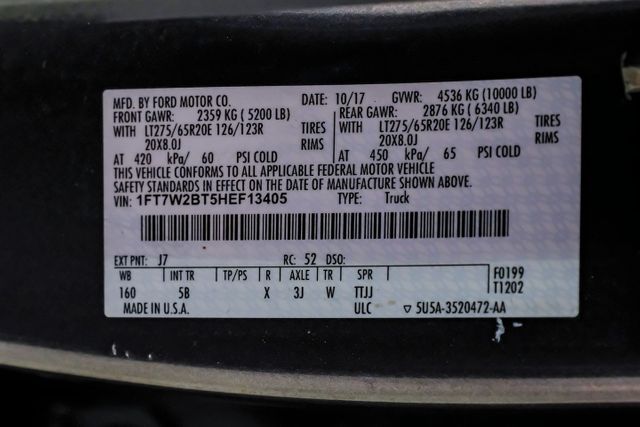 MFD. BY FORD MOTOR CO. DATE: 10/17 GVWR: 4536 KG (10000 LB)
FRONT GAWR: 2359 KG (5200 LB) REAR GAWR: 2876 KG (6340 LB)
WITH LT275/65R20E 126/123R TIRES WITH LT275/65R20E 126/123R TIRES
20X8.0J RIMS 20X8.0J RIMS
AT 420 kPa/ 60 PSI COLD AT 450 kPa/ 65 PSI COLD
THIS VEHICLE CONFORMS TO ALL APPLICABLE FEDERAL MOTOR VEHICLE
SAFETY STANDARDS IN EFFECT ON THE DATE OF MANUFACTURE SHOWN ABOVE.
VIN: 1FT7W2BT5HEF13405 TYPE: Truck
EXT PNT: J7 RC: 52 DSO:
WB INT TR TP/PS R AXLE TR SPR F0199
160 5B X 3J W TTJJ T1202
MADE IN U.S.A. ULC ▽ 5U5A-3520472-AA